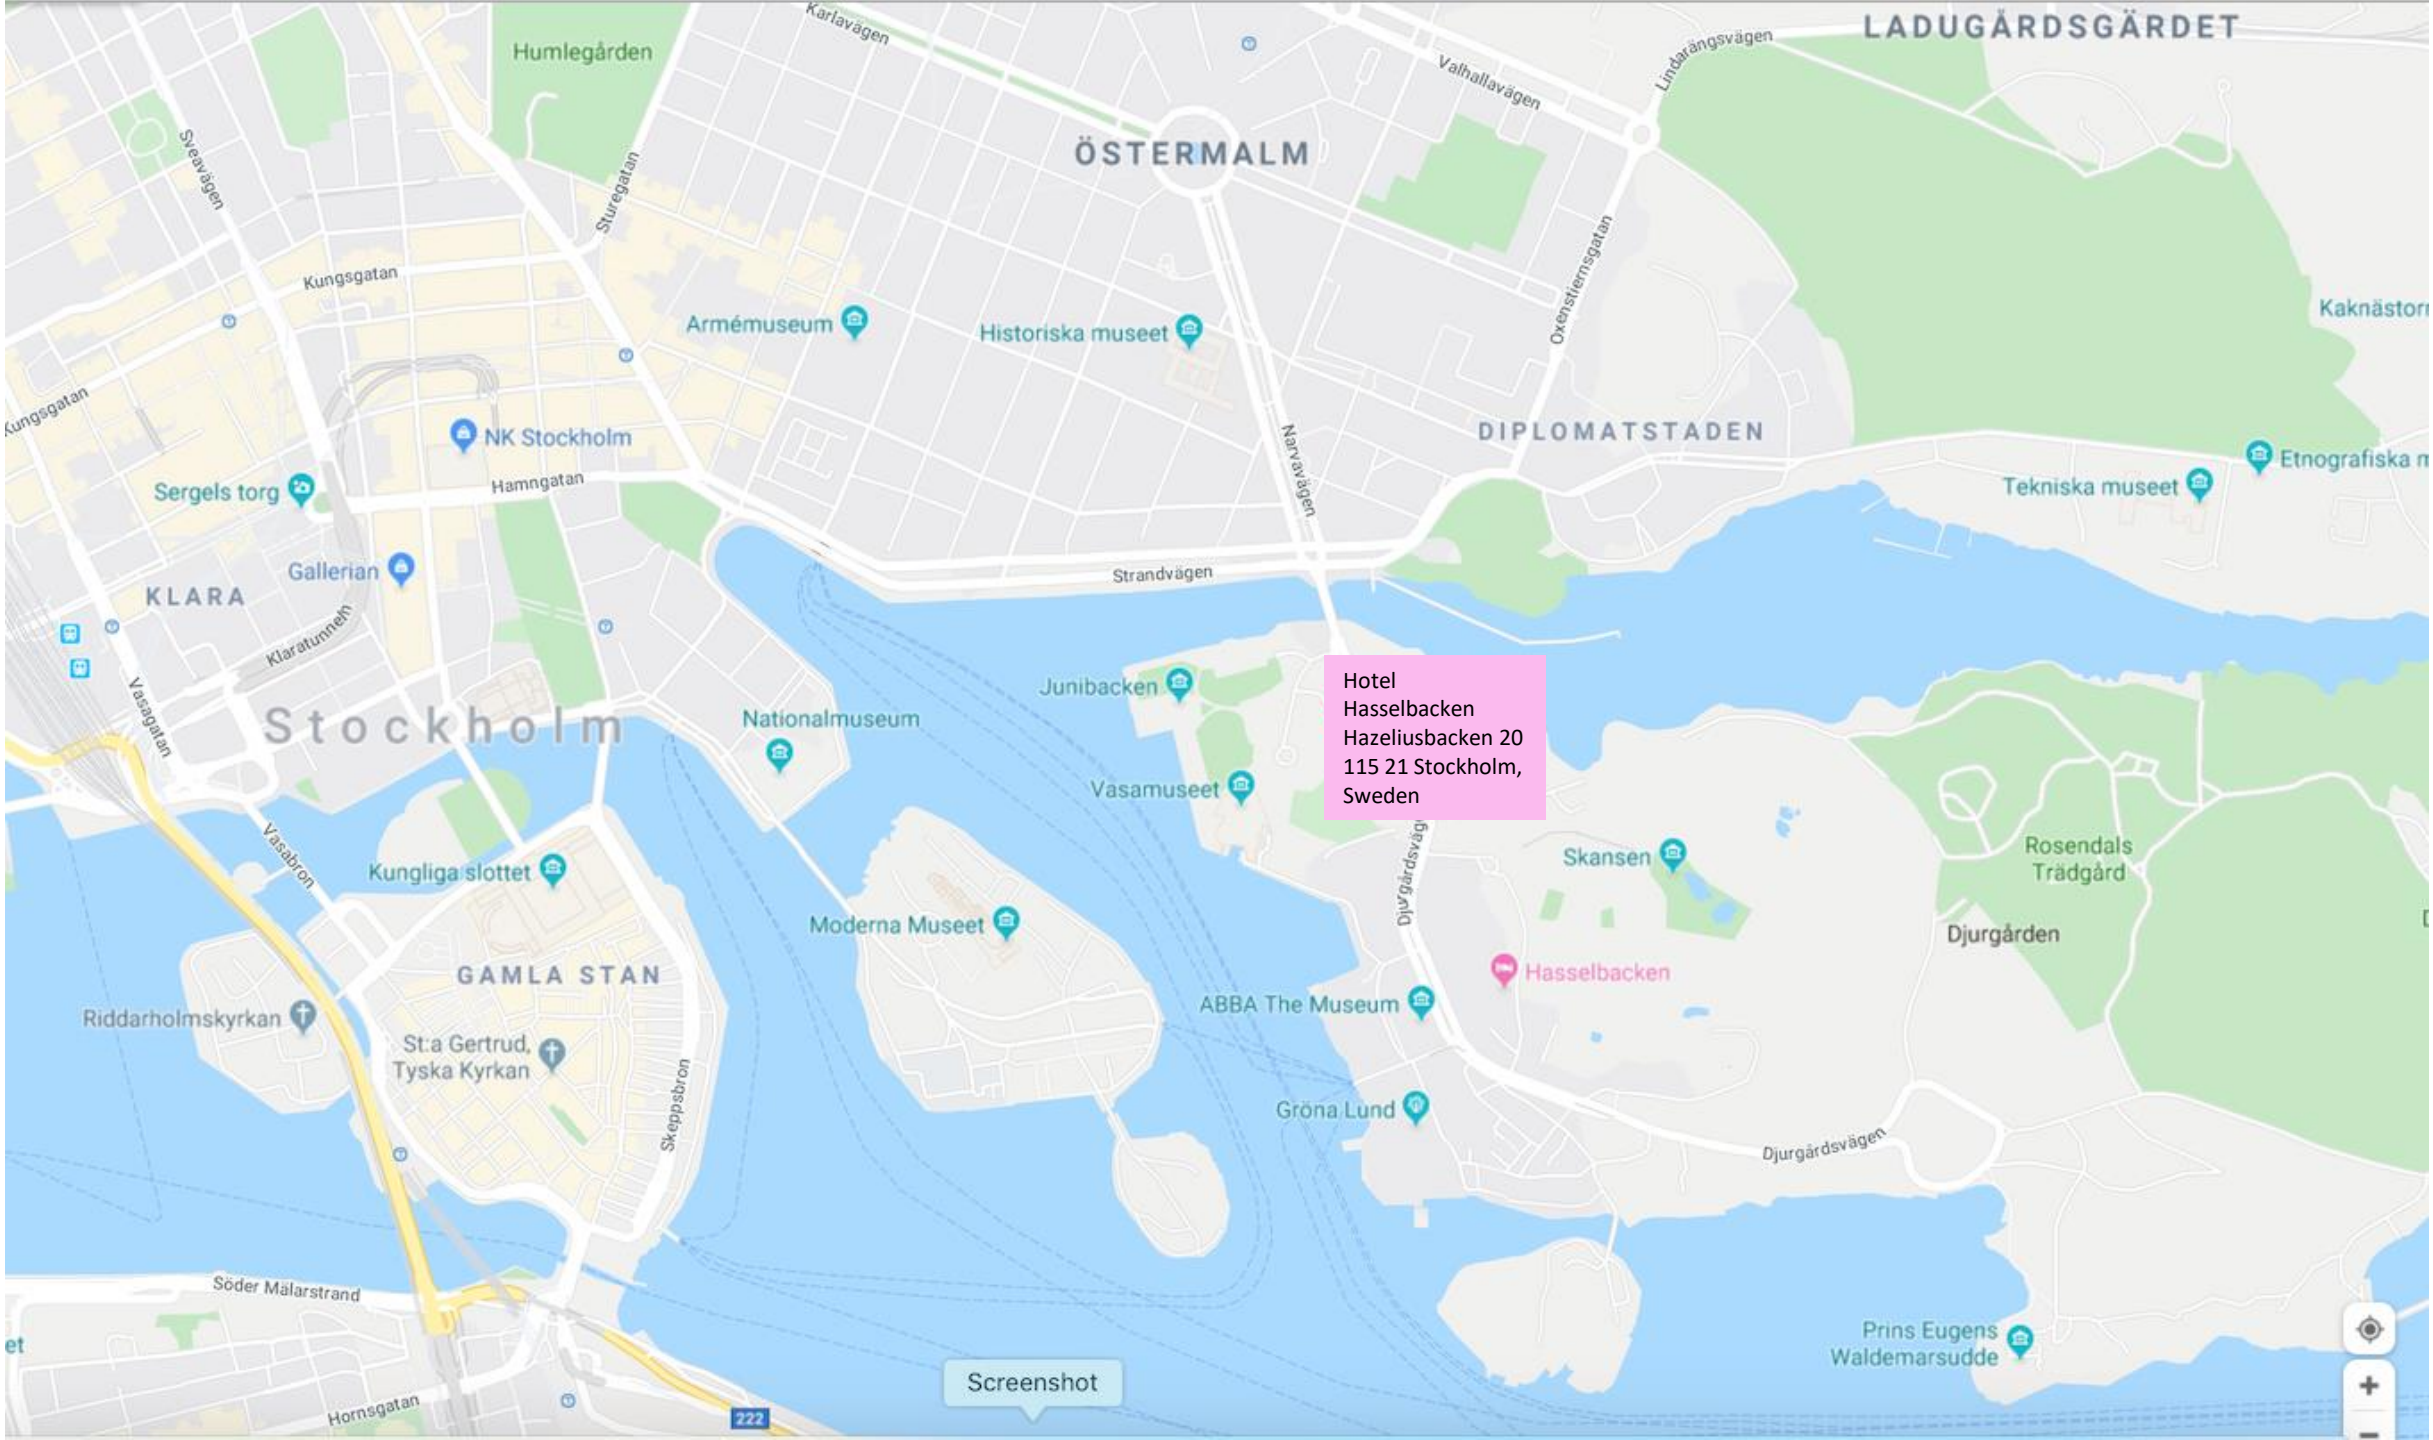 Karlavägen
LADUGÅRDSGÄRDET
Humlegården
Valhallavägen
Lindarängsvägen
ÖSTERMALM
Sveavägen
Sturegatan
Kungsgatan
Oxenstiernsgatan
Kaknästorn
Armémuseum
Historiska museet
Kungsgatan
NK Stockholm
Narvavägen
DIPLOMATSTADEN
Etnografiska m
Sergels torg
Hamngatan
Tekniska museet
Gallerian
Strandvägen
KLARA
Klaratunneln
Vasagatan
Stockholm
Nationalmuseum
Junibacken
Hotel
Hasselbacken
Hazeliusbacken 20
115 21 Stockholm,
Sweden
Vasamuseet
Vasabron
Kungliga slottet
Djurgårdsväg
Skansen
Rosendals
Trädgård
Moderna Museet
Djurgården
GAMLA STAN
Hasselbacken
Riddarholmskyrkan
ABBA The Museum
St:a Gertrud,
Tyska Kyrkan
Skeppsbron
Gröna Lund
Djurgårdsvägen
Söder Mälarstrand
et
Prins Eugens
Waldemarsudde
Screenshot
Hornsgatan
222